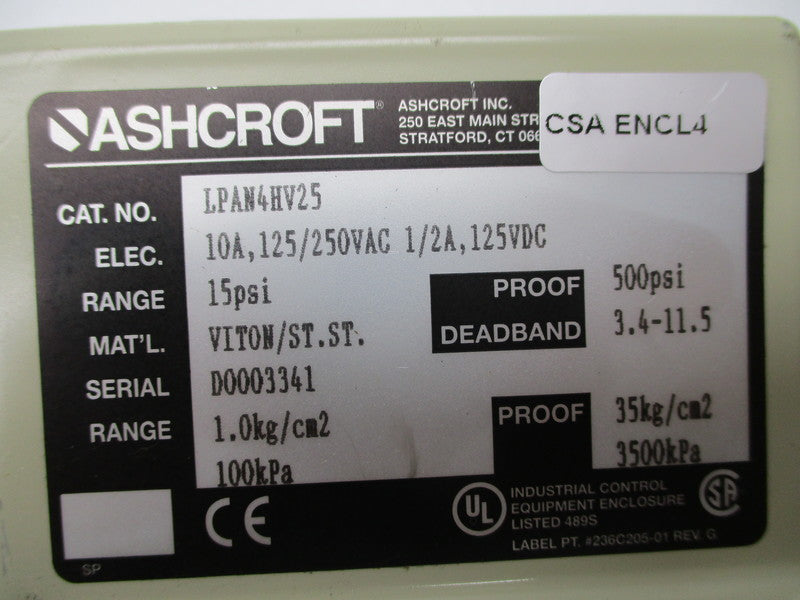 ASHCROFT®
ASHCROFT INC.
250 EAST MAIN STR
STRATFORD, CT 066
CSA ENCL4
CAT. NO. LPAN4HV25
ELEC. 10A,125/250VAC 1/2A,125VDC
RANGE 15psi PROOF 500psi
MAT'L. VITON/ST.ST. DEADBAND 3.4-11.5
SERIAL D0003341
RANGE 1.0kg/cm2 PROOF 35kg/cm2
100kPa 3500kPa
SP
CE
UL
INDUSTRIAL CONTROL
EQUIPMENT ENCLOSURE
LISTED 489S
SA
LABEL PT. #236C205-01 REV. G